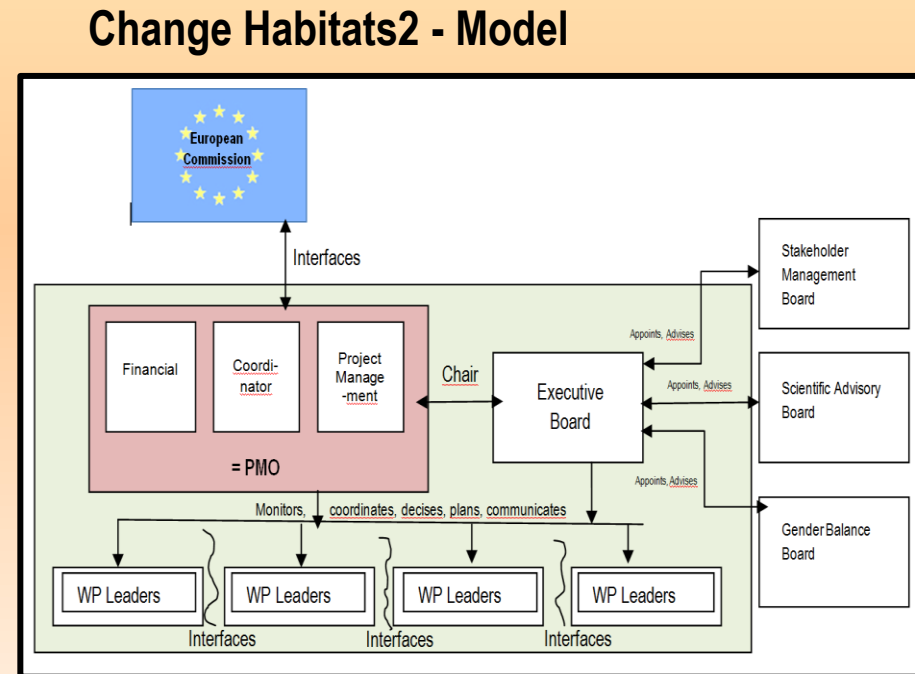 Change Habitats2 - Model
European
Commission
Interfaces
Stakeholder
Management
Board
Appoints, Advises
Financial
Coordi-
nator
Project
Manage
-ment
Chair
Executive
Board
Appoints, Advises
Scientific Advisory
Board
= PMO
Appoints, Advises
Monitors, coordinates, decises, plans, communicates
Gender Balance
Board
WP Leaders
WP Leaders
WP Leaders
WP Leaders
Interfaces
Interfaces
Interfaces